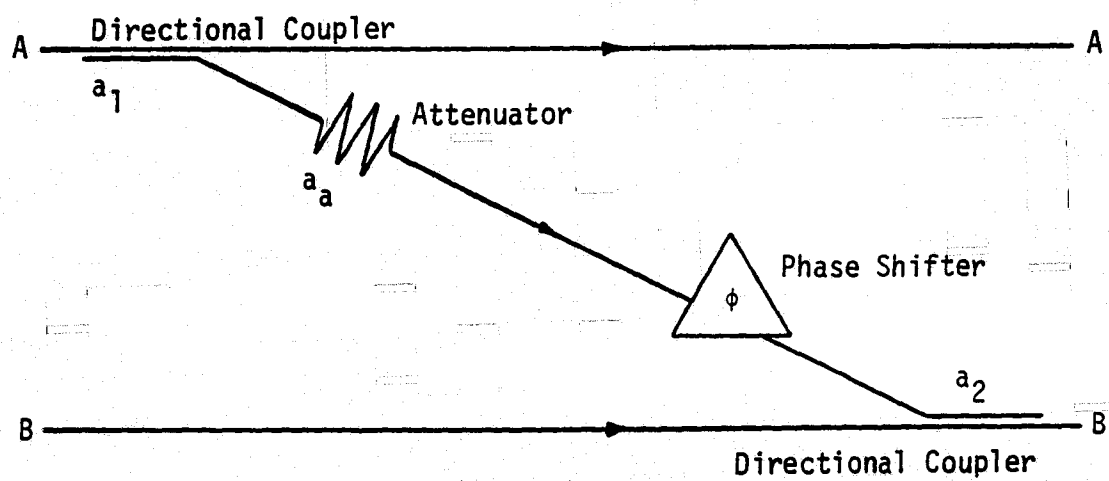 Directional Coupler
A
A
a1
Attenuator
aa
Phase Shifter
ϕ
a2
B
B
Directional Coupler